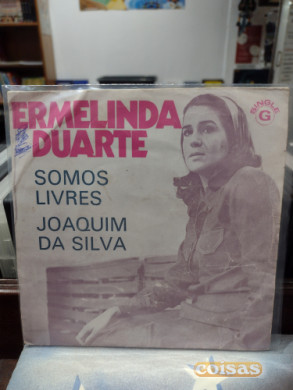 ERMELINDA
DUARTE
SINGLE
G
SOMOS
LIVRES
JOAQUIM
DA SILVA
coisas